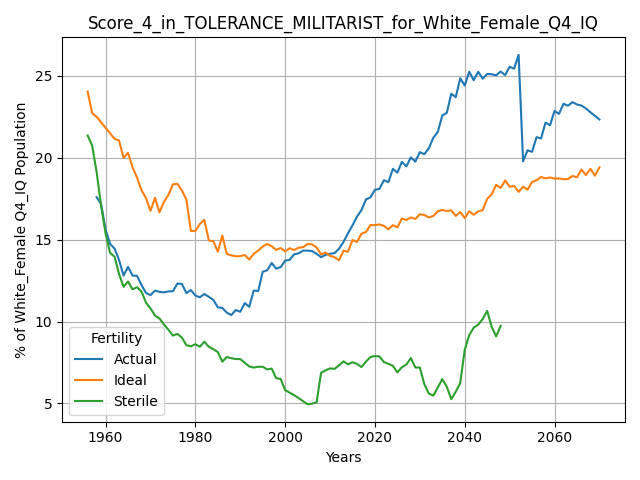 Score_4_in_TOLERANCE_MILITARIST_for_White_Female_Q4_IQ
% of White_Female Q4_IQ Population
25
20
15
10
5
Fertility
Actual
Ideal
Sterile
1960 1980 2000 2020 2040 2060
Years